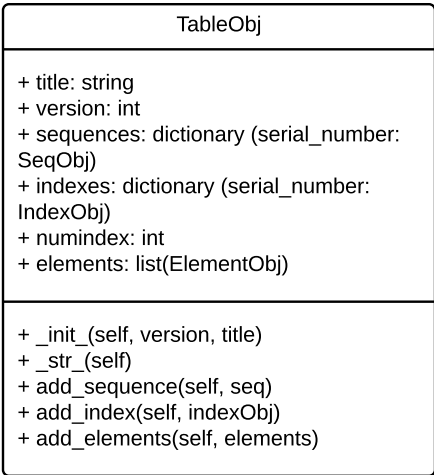 TableObj
+ title: string
+ version: int
+ sequences: dictionary (serial_number:
SeqObj)
+ indexes: dictionary (serial_number:
IndexObj)
+ numindex: int
+ elements: list(ElementObj)
+ _init_(self, version, title)
+ _str_(self)
+ add_sequence(self, seq)
+ add_index(self, indexObj)
+ add_elements(self, elements)